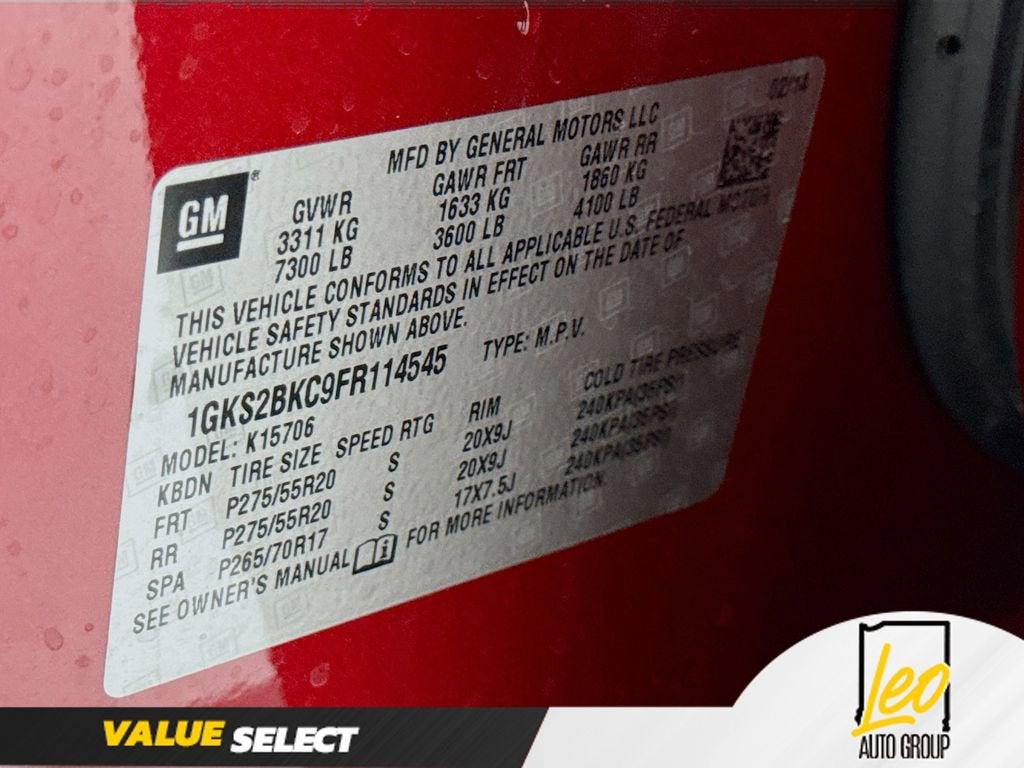 02/14
MFD BY GENERAL MOTORS LLC
GM
GVWR GAWR FRT GAWR RR
3311 KG 1633 KG 1860 KG
7300 LB 3600 LB 4100 LB
THIS VEHICLE CONFORMS TO ALL APPLICABLE U.S. FEDERAL MOTOR
VEHICLE SAFETY STANDARDS IN EFFECT ON THE DATE OF
MANUFACTURE SHOWN ABOVE.
1GKS2BKC9FR114545 TYPE: M.P.V.
MODEL: K15706
KBDN TIRE SIZE SPEED RTG RIM COLD TIRE PRESSURE
FRT P275/55R20 S 20X9J 240KPA(35PSI)
RR P275/55R20 S 20X9J 240KPA(35PSI)
SPA P265/70R17 S 17X7.5J 240KPA(35PSI)
SEE OWNER'S MANUAL FOR MORE INFORMATION.
VALUE SELECT
Leo
AUTO GROUP